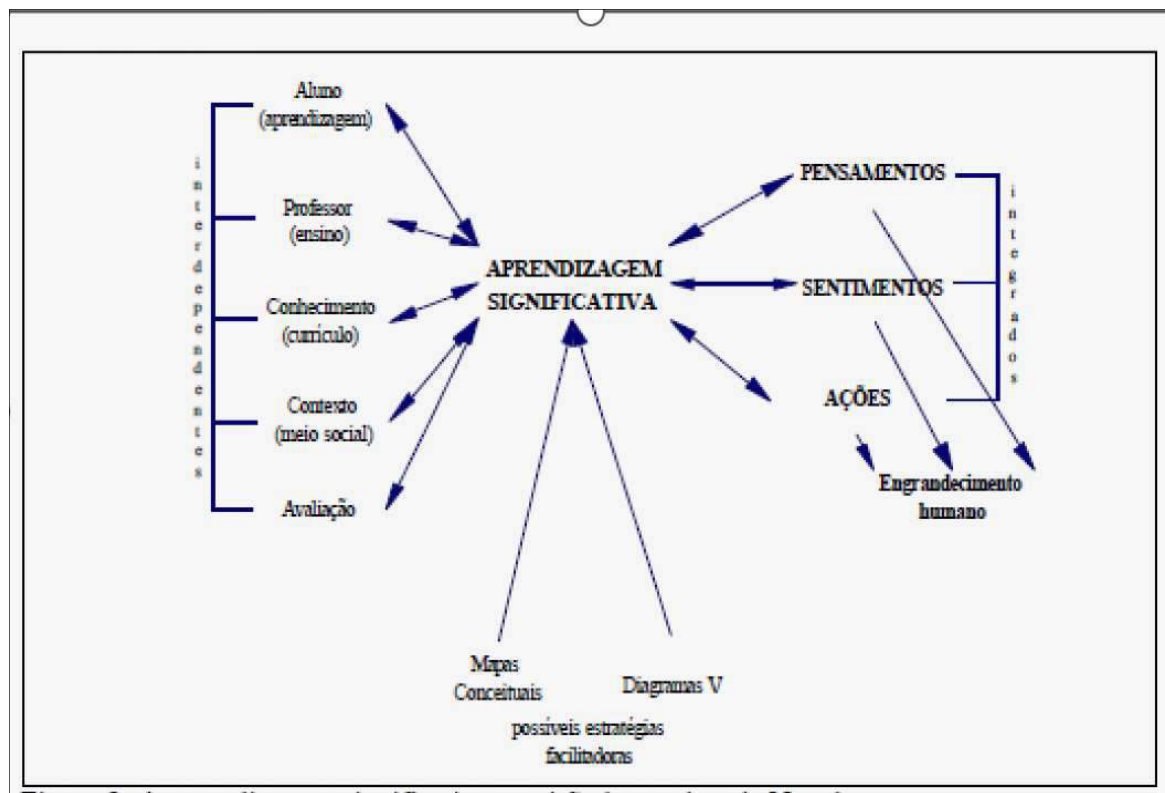 Aluno
(aprendizagem)
Professor
(ensino)
Conhecimento
(currículo)
Contexto
(meio social)
Avaliação
interdependentes
APRENDIZAGEM
SIGNIFICATIVA
PENSAMENTOS
SENTIMENTOS
AÇÕES
integrados
Engrandecimento
humano
Mapas
Conceituais
Diagramas V
possíveis estratégias
facilitadoras